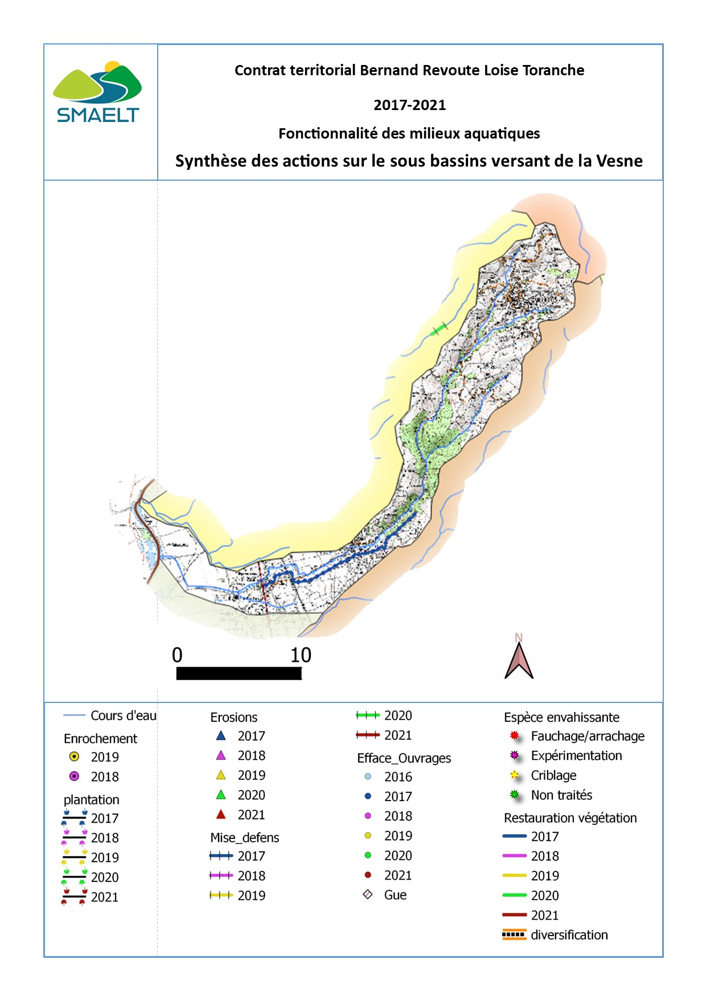 SMAELT
Contrat territorial Bernand Revoute Loise Toranche
2017-2021
Fonctionnalité des milieux aquatiques
Synthèse des actions sur le sous bassins versant de la Vesne
0 10
N
Cours d'eau
Enrochement
2019
2018
plantation
2017
2018
2019
2020
2021
Erosions
2017
2018
2019
2020
2021
Mise_defens
2017
2018
2019
2020
2021
Efface_Ouvrages
2016
2017
2018
2019
2020
2021
Gue
Espèce envahissante
Fauchage/arrachage
Expérimentation
Criblage
Non traités
Restauration végétation
2017
2018
2019
2020
2021
diversification